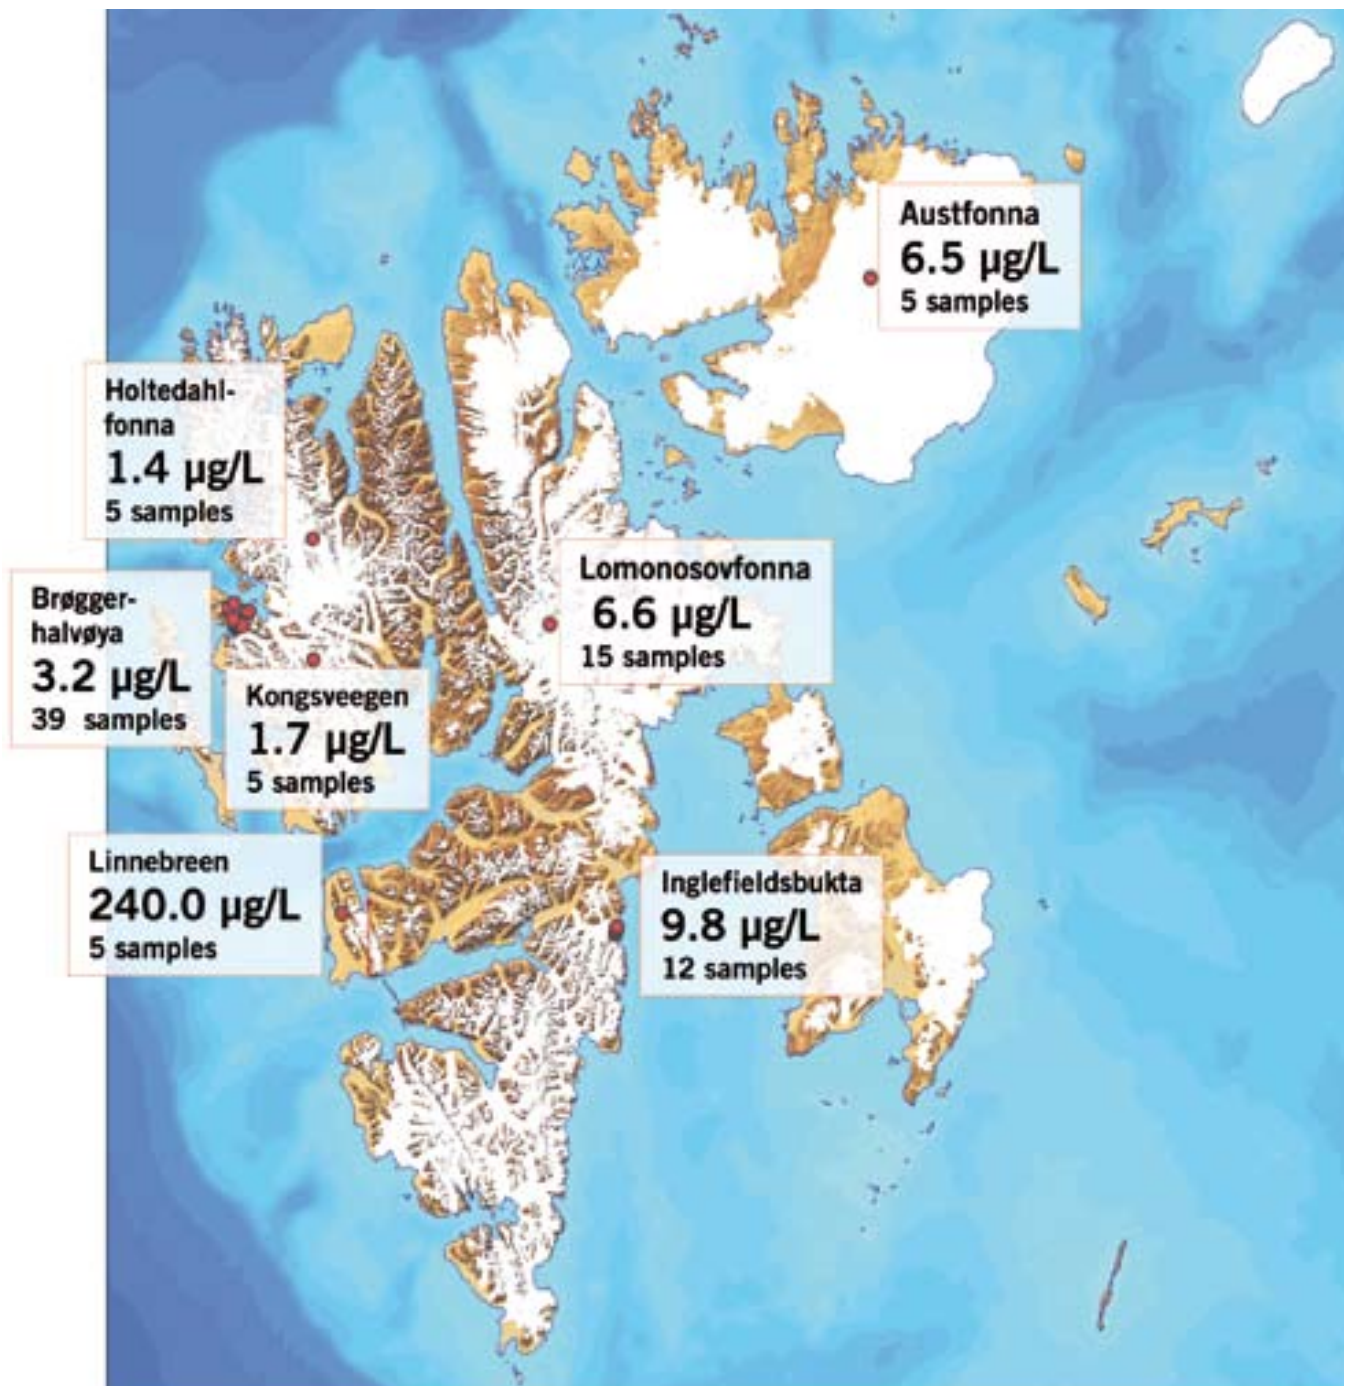 Austfonna
6.5 µg/L
5 samples
Holtedahl-
fonna
1.4 µg/L
5 samples
Lomonosovfonna
6.6 µg/L
15 samples
Brøgger-
halvøya
3.2 µg/L
39 samples
Kongsveegen
1.7 µg/L
5 samples
Linnebreen
240.0 µg/L
5 samples
Inglefieldsbukta
9.8 µg/L
12 samples